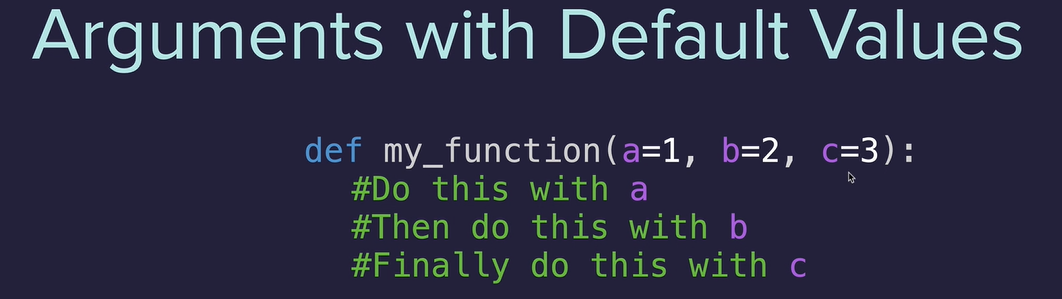 Arguments with Default Values
def my_function(a=1, b=2, c=3):
#Do this with a
#Then do this with b
#Finally do this with c